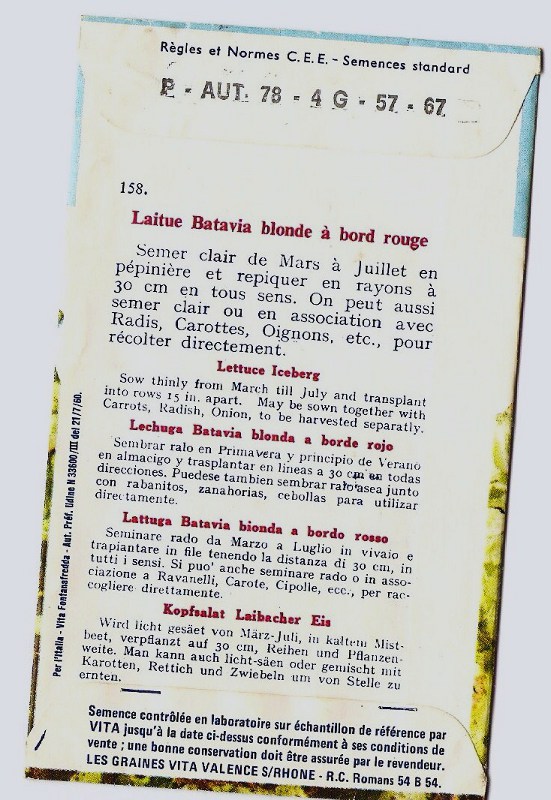 Règles et Normes C.E.E. - Semences standard
P - AUT. 78 - 4 G - 57 - 67
158.
Laitue Batavia blonde à bord rouge
Semer clair de Mars à Juillet en
pépinière et repiquer en rayons à
30 cm en tous sens. On peut aussi
semer clair ou en association avec
Radis, Carottes, Oignons, etc., pour
récolter directement.
Lettuce Iceberg
Sow thinly from March till July and transplant
into rows 15 in. apart. May be sown together with
Carrots, Radish, Onion, to be harvested separatly.
Lechuga Batavia blonda a borde rojo
Sembrar ralo en Primavera y principio de Verano
en almacigo y trasplantar en lineas a 30 cm en todas
direcciones. Puedese tambien sembrar ralo asea junto
con rabanitos, zanahorias, cebollas para utilizar
directamente.
Lattuga Batavia bionda a bordo rosso
Seminare rado da Marzo a Luglio in vivaio e
trapiantare in file tenendo la distanza di 30 cm, in
tutti i sensi. Si puo' anche seminare rado o in asso-
ciazione a Ravanelli, Carote, Cipolle, ecc., per rac-
cogliere direttamente.
Kopfsalat Laibacher Eis
Wird licht gesäet von März-Juli, in kaltem Mist-
beet, verpflanzt auf 30 cm, Reihen und Pflanzen-
weite. Man kann auch licht-säen oder gemischt mit
Karotten, Rettich und Zwiebeln um von Stelle zu
ernten.
Per l'Italia - Vita Fontanafredda - Aut. Préf. Udine N 33600/III del 21/7/60.
Semence contrôlée en laboratoire sur échantillon de référence par
VITA jusqu'à la date ci-dessus conformément à ses conditions de
vente ; une bonne conservation doit être assurée par le revendeur.
LES GRAINES VITA VALENCE S/RHONE - R.C. Romans 54 B 54.